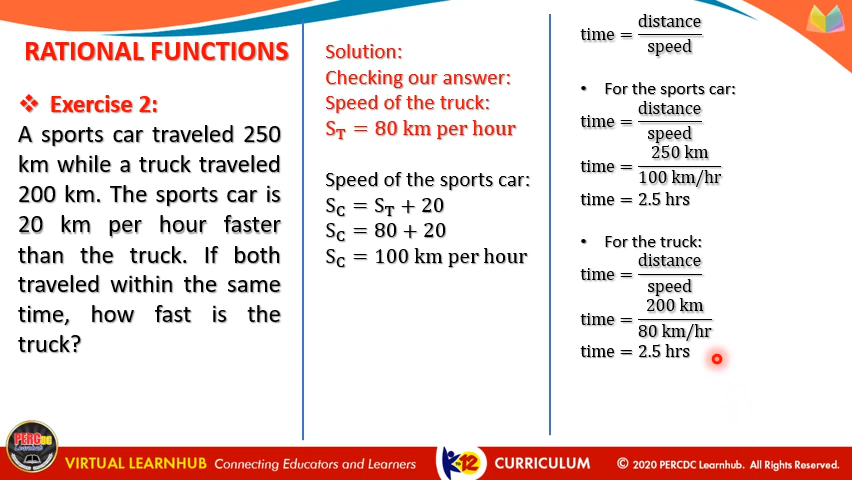 RATIONAL FUNCTIONS
❖ Exercise 2:
A sports car traveled 250
km while a truck traveled
200 km. The sports car is
20 km per hour faster
than the truck. If both
traveled within the same
time, how fast is the
truck?
Solution:
Checking our answer:
Speed of the truck:
S_T = 80 km per hour
Speed of the sports car:
S_C = S_T + 20
S_C = 80 + 20
S_C = 100 km per hour
time = distance/speed
• For the sports car:
time = distance/speed
time = 250 km/100 km/hr
time = 2.5 hrs
• For the truck:
time = distance/speed
time = 200 km/80 km/hr
time = 2.5 hrs
PERCDC
Learnhub
VIRTUAL LEARNHUB Connecting Educators and Learners
K to 12 CURRICULUM
© 2020 PERCDC Learnhub. All Rights Reserved.